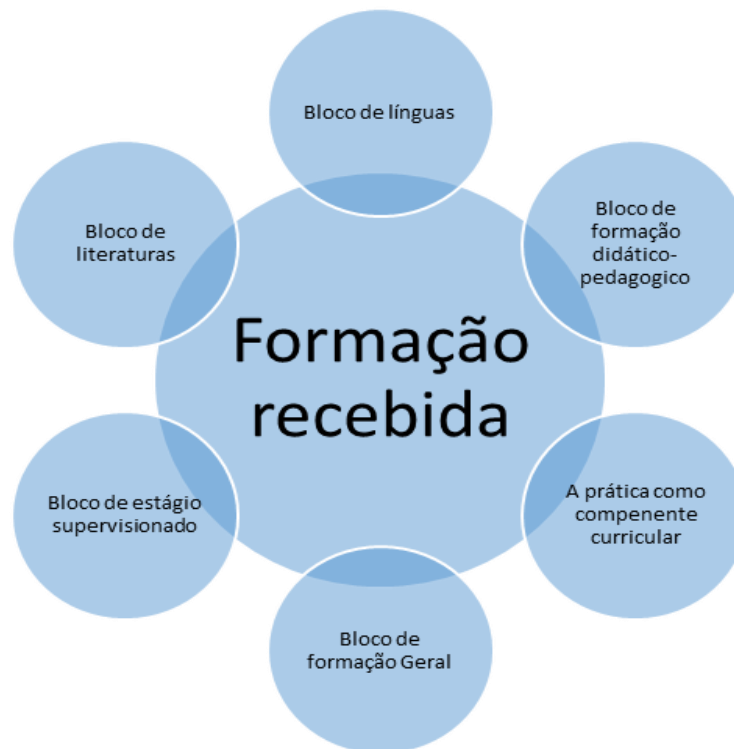 Bloco de línguas
Bloco de
formação
didático-
pedagogico
A prática como
compenente
curricular
Bloco de
formação Geral
Bloco de estágio
supervisionado
Bloco de
literaturas
Formação
recebida